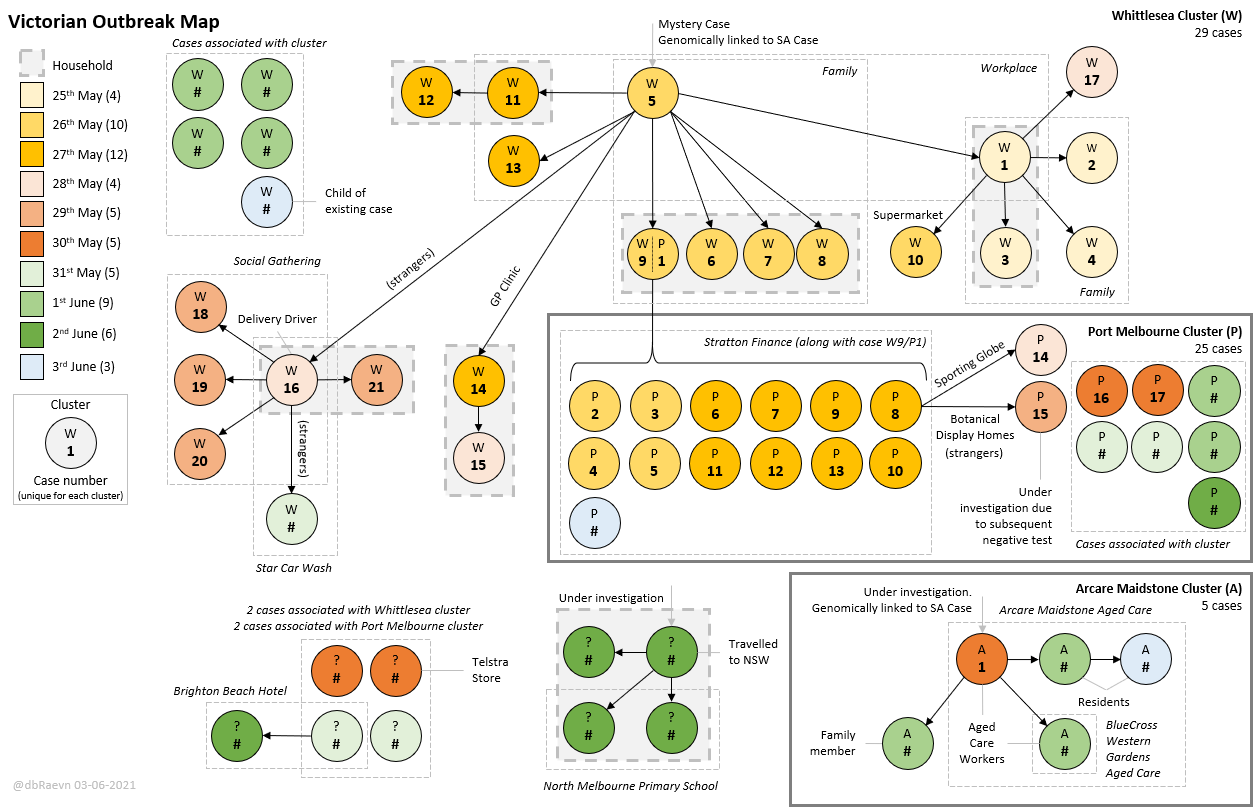 Victorian Outbreak Map
Household
25th May (4)
26th May (10)
27th May (12)
28th May (4)
29th May (5)
30th May (5)
31st May (5)
1st June (9)
2nd June (6)
3rd June (3)
Cluster
W
1
Case number
(unique for each cluster)
Cases associated with cluster
W
#
W
#
W
#
W
#
W
#
Child of
existing case
Mystery Case
Genomically linked to SA Case
Whittlesea Cluster (W)
29 cases
Family
Workplace
W
12
W
11
W
5
W
13
W
17
W
1
W
2
Supermarket
W
10
W
3
W
4
Family
W
9
P
1
W
6
W
7
W
8
(strangers)
GP Clinic
Social Gathering
W
18
Delivery Driver
W
19
W
16
W
21
W
20
(strangers)
W
#
Star Car Wash
W
14
W
15
Port Melbourne Cluster (P)
25 cases
Stratton Finance (along with case W9/P1)
P
2
P
3
P
6
P
7
P
9
P
8
P
4
P
5
P
11
P
12
P
13
P
10
P
#
Sporting Globe
P
14
Botanical
Display Homes
(strangers)
P
15
Under
investigation due
to subsequent
negative test
P
16
P
17
P
#
P
#
P
#
P
#
P
#
Cases associated with cluster
2 cases associated with Whittlesea cluster
2 cases associated with Port Melbourne cluster
?
#
?
#
Telstra
Store
Brighton Beach Hotel
?
#
?
#
?
#
Under investigation
?
#
?
#
Travelled
to NSW
?
#
?
#
North Melbourne Primary School
Arcare Maidstone Cluster (A)
5 cases
Under investigation.
Genomically linked to SA Case
Arcare Maidstone Aged Care
A
1
A
#
A
#
Residents
Family
member
A
#
Aged
Care
Workers
A
#
BlueCross
Western
Gardens
Aged Care
@dbRaevn 03-06-2021